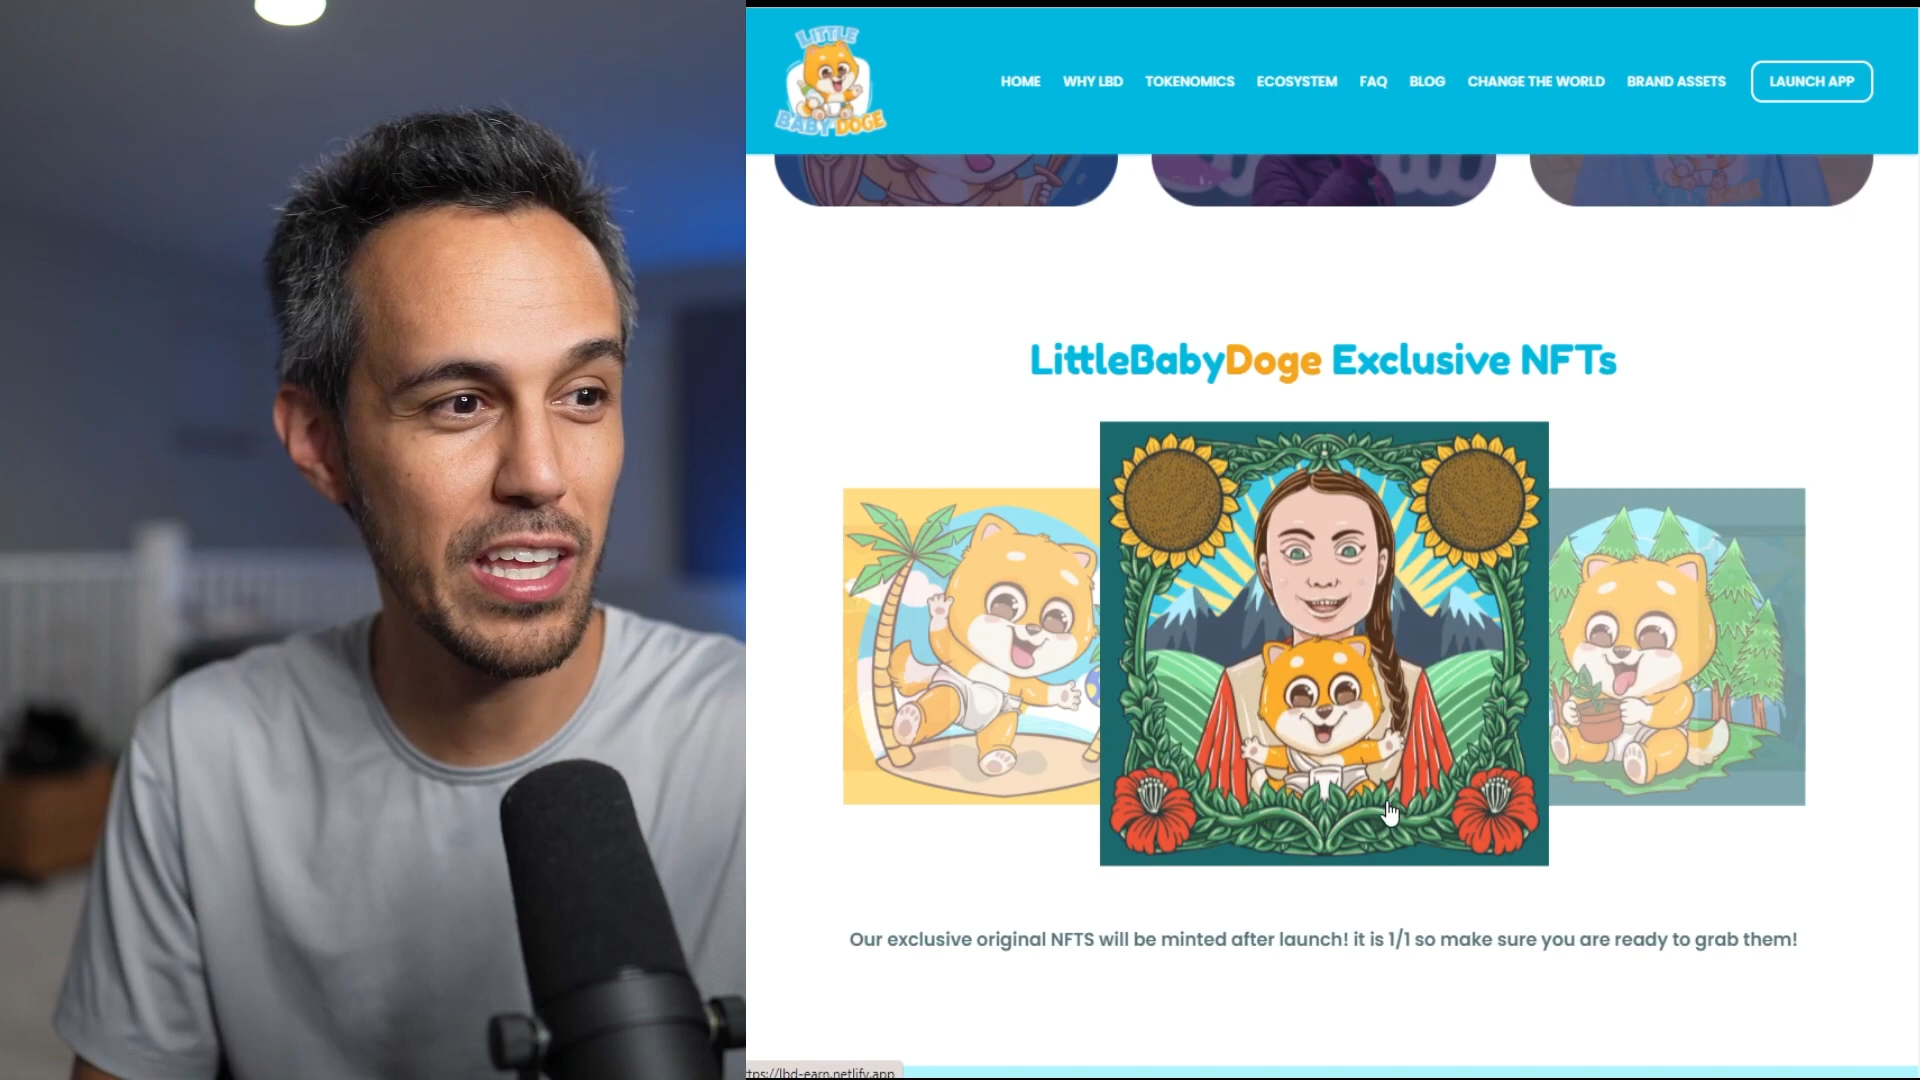 LITTLE
BABY DOGE
HOME WHY LBD TOKENOMICS ECOSYSTEM FAQ BLOG CHANGE THE WORLD BRAND ASSETS LAUNCH APP
LittleBabyDoge Exclusive NFTs
Our exclusive original NFTS will be minted after launch! it is 1/1 so make sure you are ready to grab them!
ttps://lbd-earn.netlify.app